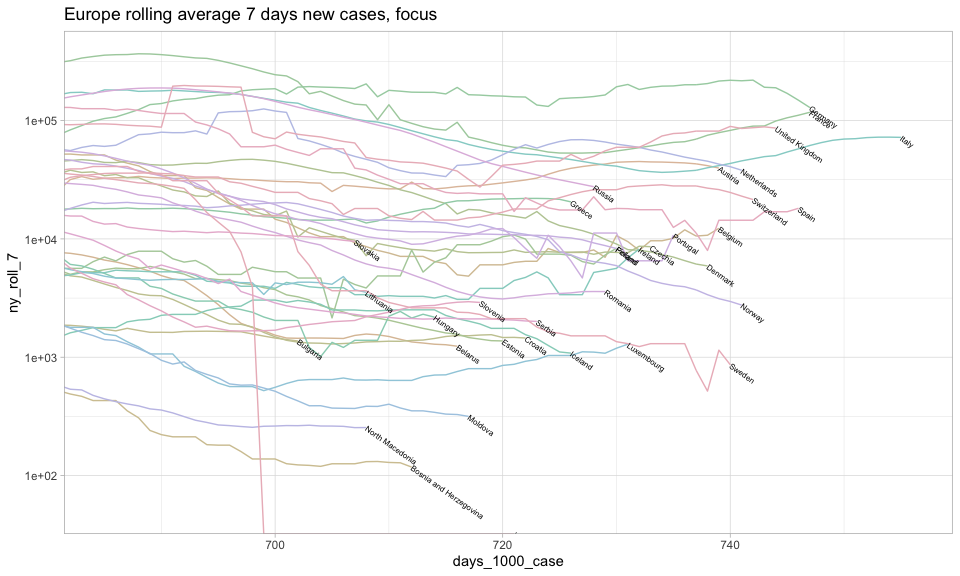 Europe rolling average 7 days new cases, focus
ny_roll_7
1e+05
1e+04
1e+03
1e+02
Germany
France
United Kingdom
Italy
Austria
Netherlands
Russia
Greece
Switzerland
Spain
Belgium
Portugal
Slovakia
Ireland
Czechia
Denmark
Lithuania
Romania
Norway
Slovenia
Hungary
Serbia
Bulgaria
Belarus
Estonia
Croatia
Iceland
Luxembourg
Sweden
Moldova
North Macedonia
Bosnia and Herzegovina
700
720
740
days_1000_case